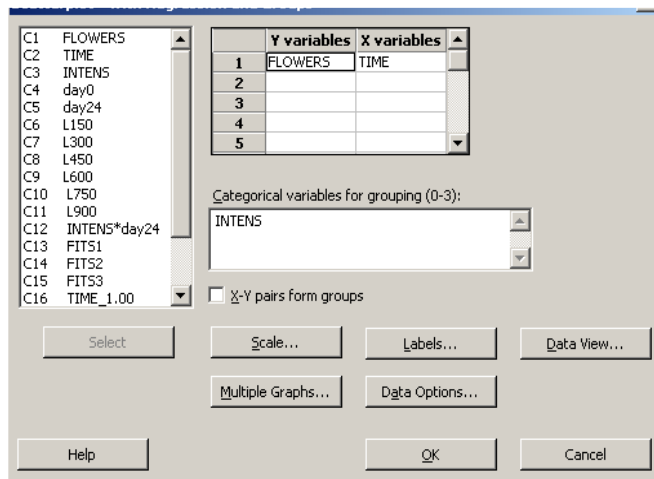 C1 FLOWERS
C2 TIME
C3 INTENS
C4 day0
C5 day24
C6 L150
C7 L300
C8 L450
C9 L600
C10 L750
C11 L900
C12 INTENS*day24
C13 FITS1
C14 FITS2
C15 FITS3
C16 TIME_1.00
Y variables X variables
1 FLOWERS TIME
2
3
4
5
Categorical variables for grouping (0-3):
INTENS
X-Y pairs form groups
Select
Scale...
Labels...
Data View...
Multiple Graphs...
Data Options...
Help
OK
Cancel